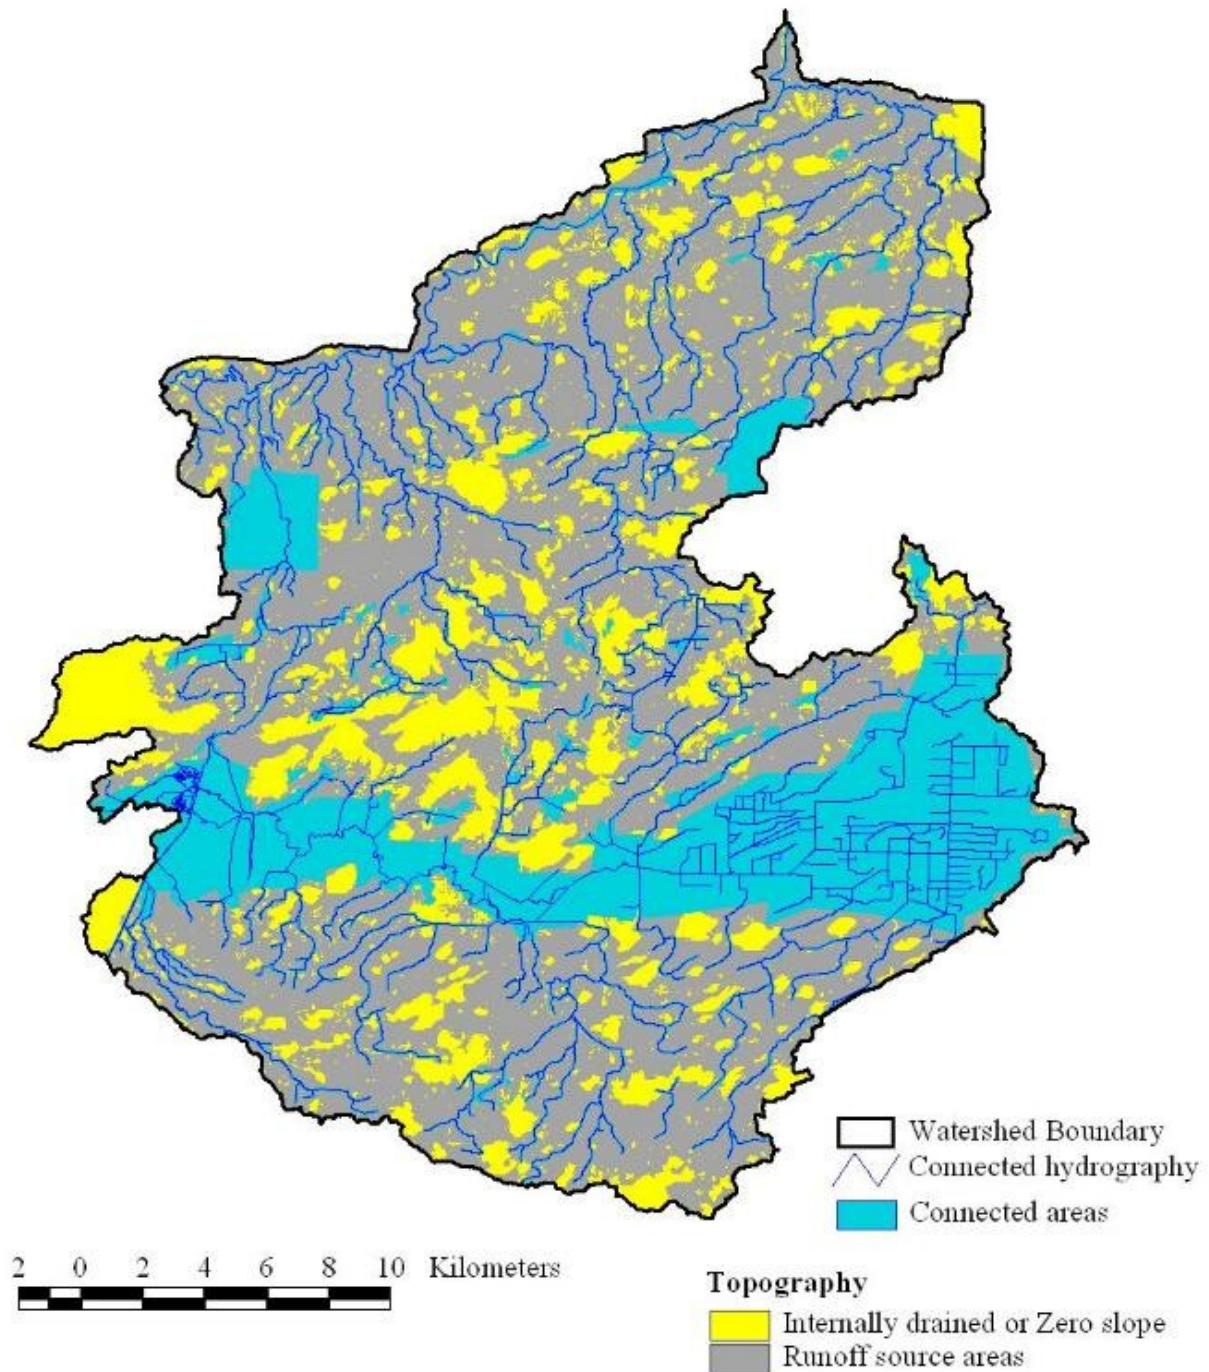 Watershed Boundary
Connected hydrography
Connected areas
2 0 2 4 6 8 10 Kilometers
Topography
Internally drained or Zero slope
Runoff source areas